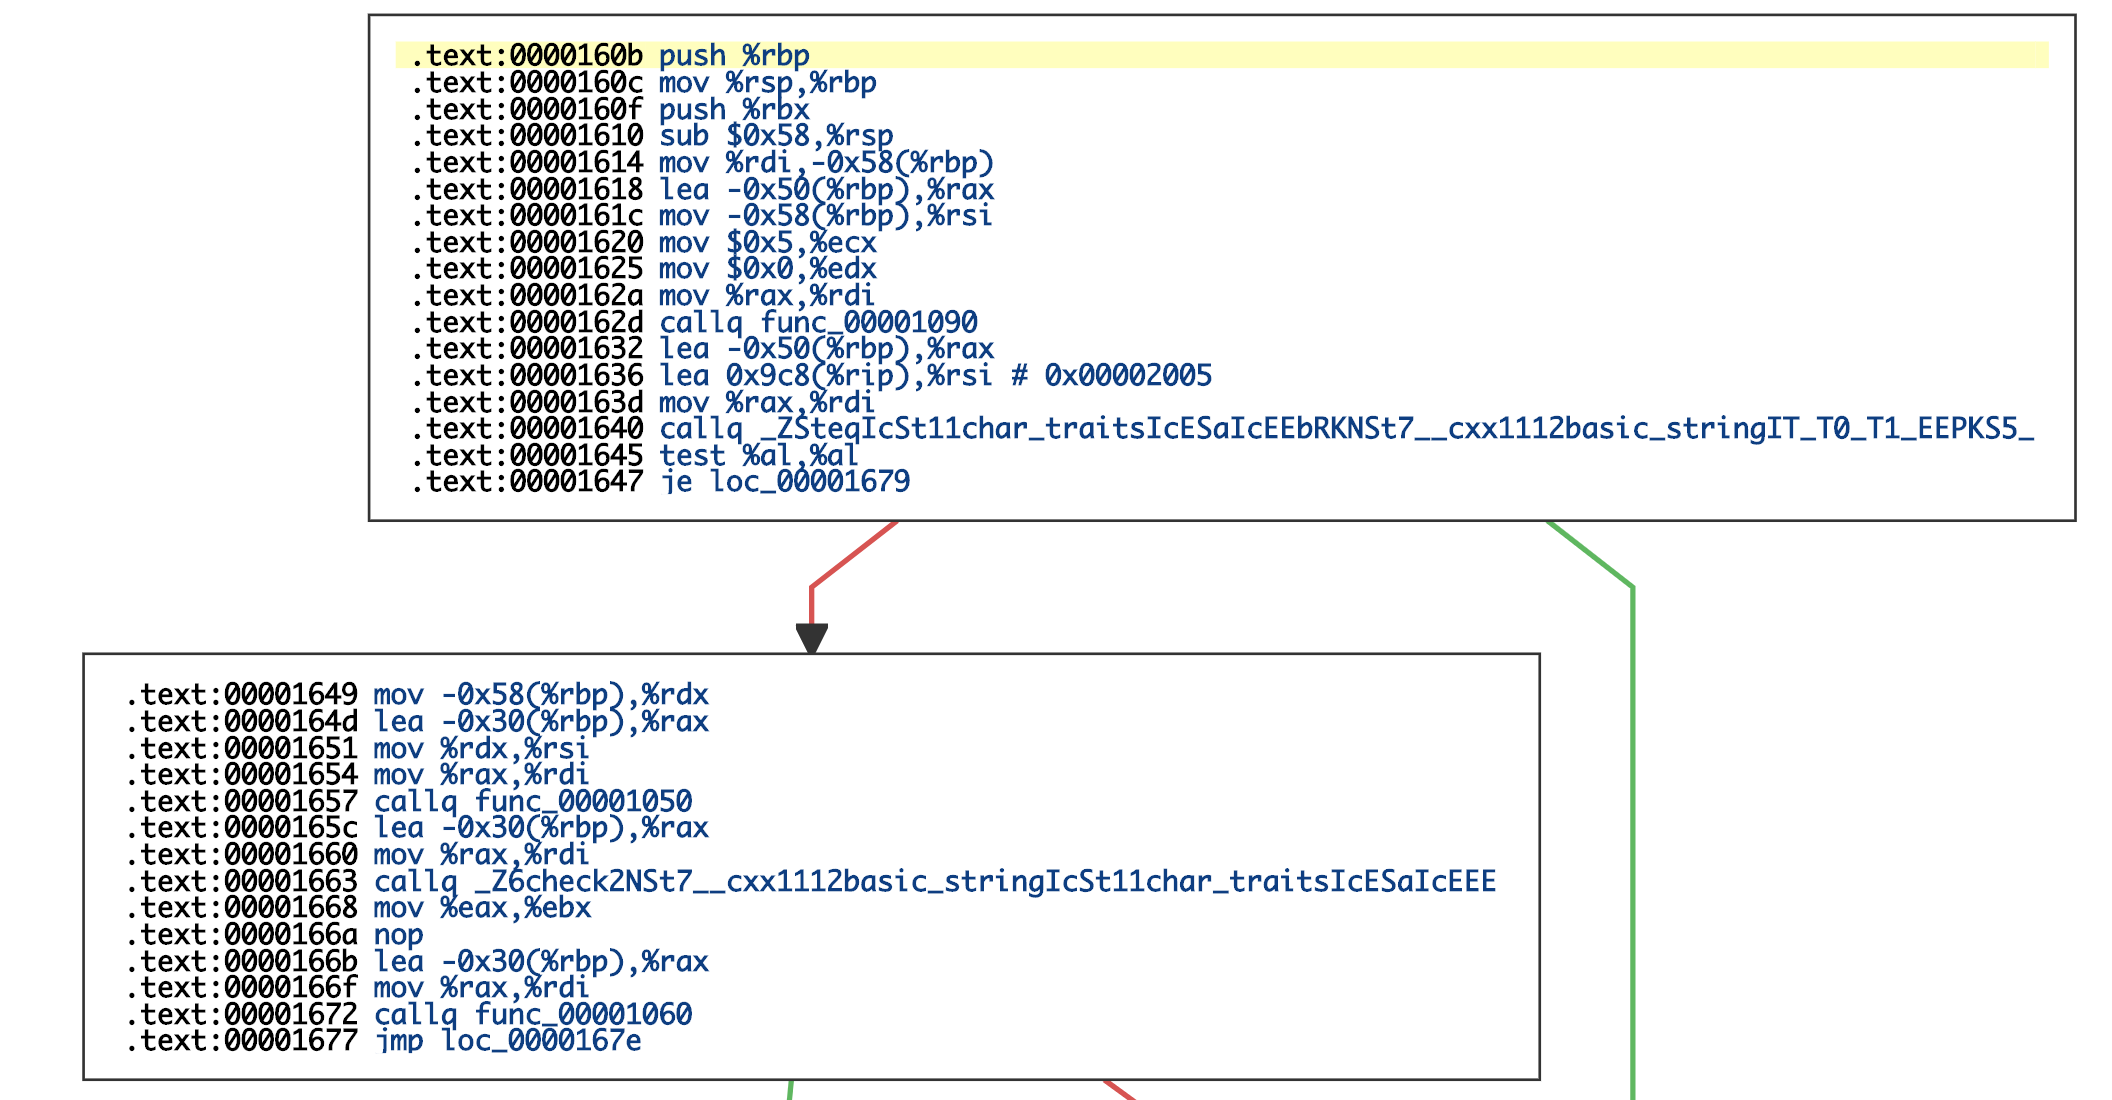 .text:0000160b push %rbp
.text:0000160c mov %rsp,%rbp
.text:0000160f push %rbx
.text:00001610 sub $0x58,%rsp
.text:00001614 mov %rdi,-0x58(%rbp)
.text:00001618 lea -0x50(%rbp),%rax
.text:0000161c mov -0x58(%rbp),%rsi
.text:00001620 mov $0x5,%ecx
.text:00001625 mov $0x0,%edx
.text:0000162a mov %rax,%rdi
.text:0000162d callq func_00001090
.text:00001632 lea -0x50(%rbp),%rax
.text:00001636 lea 0x9c8(%rip),%rsi # 0x00002005
.text:0000163d mov %rax,%rdi
.text:00001640 callq _ZSteqIcSt11char_traitsIcESaIcEEbRKNSt7__cxx1112basic_stringIT_T0_T1_EEPKS5_
.text:00001645 test %al,%al
.text:00001647 je loc_00001679
.text:00001649 mov -0x58(%rbp),%rdx
.text:0000164d lea -0x30(%rbp),%rax
.text:00001651 mov %rdx,%rsi
.text:00001654 mov %rax,%rdi
.text:00001657 callq func_00001050
.text:0000165c lea -0x30(%rbp),%rax
.text:00001660 mov %rax,%rdi
.text:00001663 callq _Z6check2NSt7__cxx1112basic_stringIcSt11char_traitsIcESaIcEEE
.text:00001668 mov %eax,%ebx
.text:0000166a nop
.text:0000166b lea -0x30(%rbp),%rax
.text:0000166f mov %rax,%rdi
.text:00001672 callq func_00001060
.text:00001677 jmp loc_0000167e